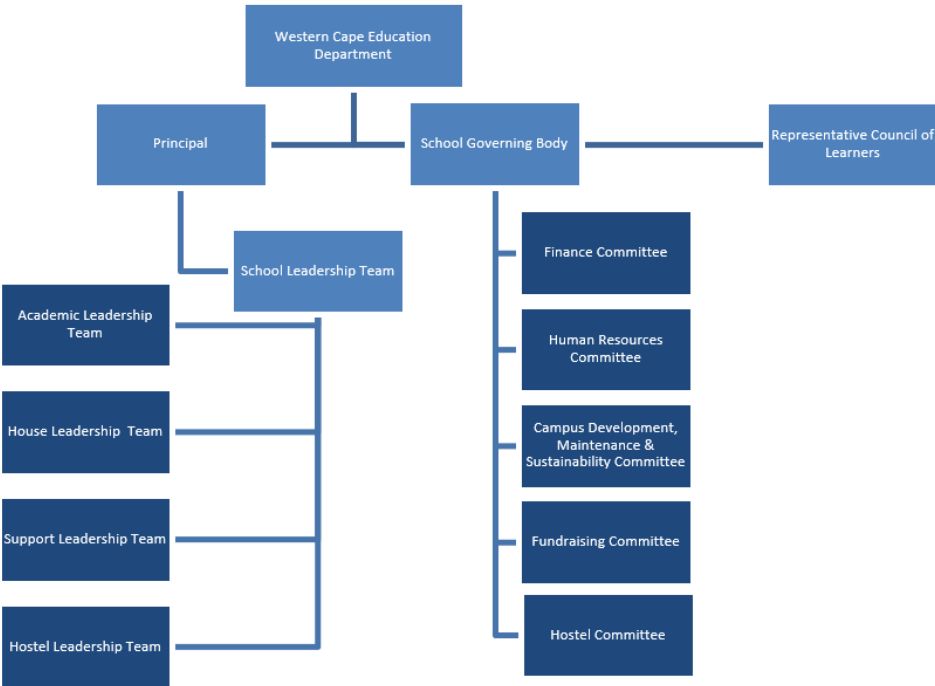 Western Cape Education
Department
Principal
School Governing Body
Representative Council of
Learners
School Leadership Team
Academic Leadership
Team
House Leadership  Team
Support Leadership Team
Hostel Leadership Team
Finance Committee
Human Resources
Committee
Campus Development,
Maintenance &
Sustainability Committee
Fundraising Committee
Hostel Committee